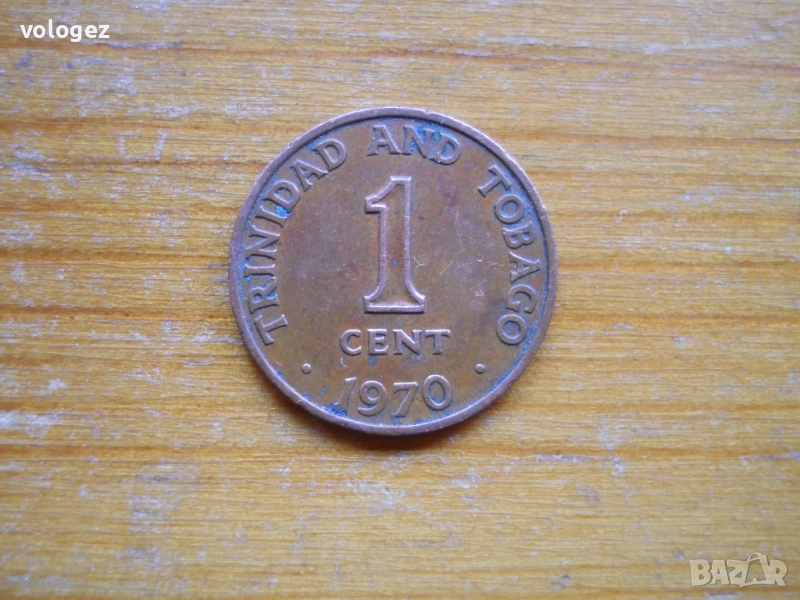 vologez
TRINIDAD AND TOBAGO
1
CENT
· 1970 ·
BAZAR